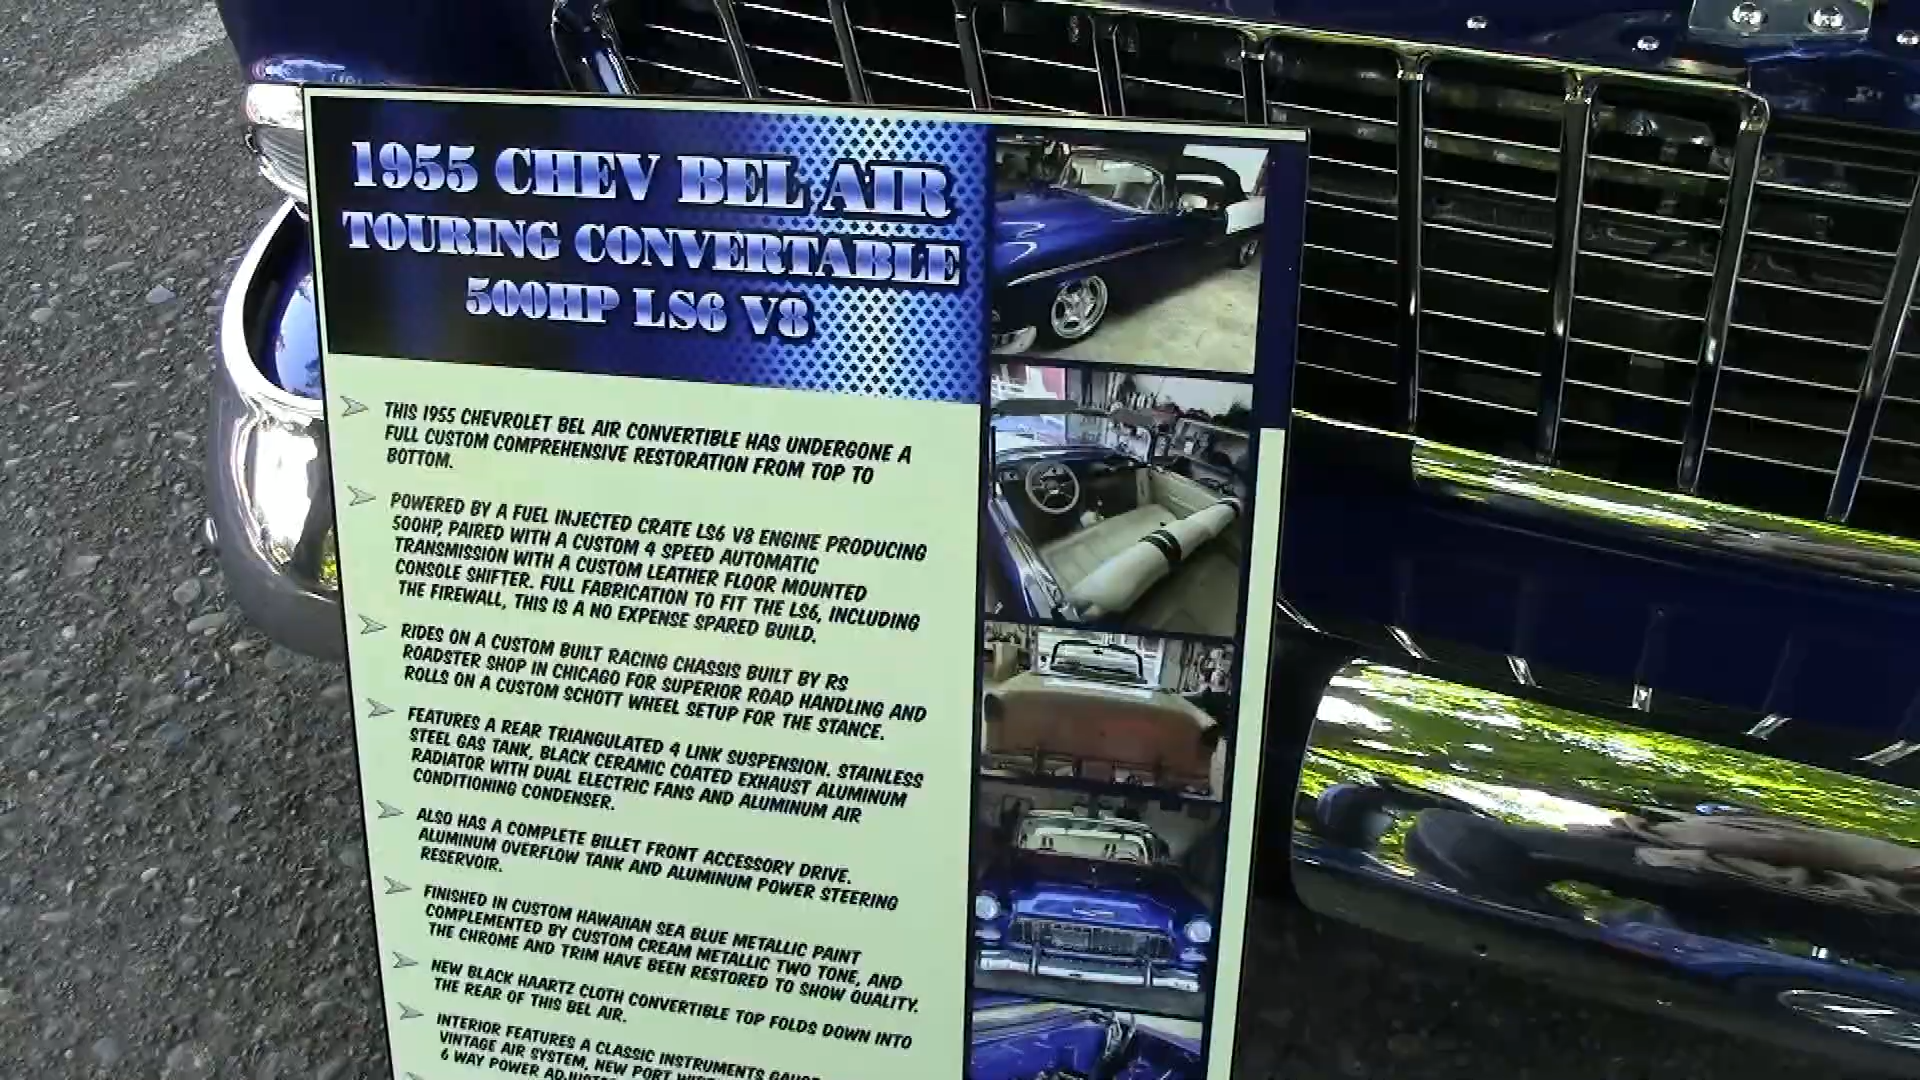 1955 CHEV BEL AIR
TOURING CONVERTABLE
500HP LS6 V8
THIS 1955 CHEVROLET BEL AIR CONVERTIBLE HAS UNDERGONE A
FULL CUSTOM COMPREHENSIVE RESTORATION FROM TOP TO
BOTTOM.
POWERED BY A FUEL INJECTED CRATE LS6 V8 ENGINE PRODUCING
500HP, PAIRED WITH A CUSTOM 4 SPEED AUTOMATIC
TRANSMISSION WITH A CUSTOM LEATHER FLOOR MOUNTED
CONSOLE SHIFTER. FULL FABRICATION TO FIT THE LS6, INCLUDING
THE FIREWALL, THIS IS A NO EXPENSE SPARED BUILD.
RIDES ON A CUSTOM BUILT RACING CHASSIS BUILT BY RS
ROADSTER SHOP IN CHICAGO FOR SUPERIOR ROAD HANDLING AND
ROLLS ON A CUSTOM SCHOTT WHEEL SETUP FOR THE STANCE.
FEATURES A REAR TRIANGULATED 4 LINK SUSPENSION. STAINLESS
STEEL GAS TANK, BLACK CERAMIC COATED EXHAUST ALUMINUM
RADIATOR WITH DUAL ELECTRIC FANS AND ALUMINUM AIR
CONDITIONING CONDENSER.
ALSO HAS A COMPLETE BILLET FRONT ACCESSORY DRIVE.
ALUMINUM OVERFLOW TANK AND ALUMINUM POWER STEERING
RESERVOIR.
FINISHED IN CUSTOM HAWAIIAN SEA BLUE METALLIC PAINT
COMPLEMENTED BY CUSTOM CREAM METALLIC TWO TONE, AND
THE CHROME AND TRIM HAVE BEEN RESTORED TO SHOW QUALITY.
NEW BLACK HAARTZ CLOTH CONVERTIBLE TOP FOLDS DOWN INTO
THE REAR OF THIS BEL AIR.
INTERIOR FEATURES A CLASSIC INSTRUMENTS
VINTAGE AIR SYSTEM, NEW PORT
6 WAY POWER